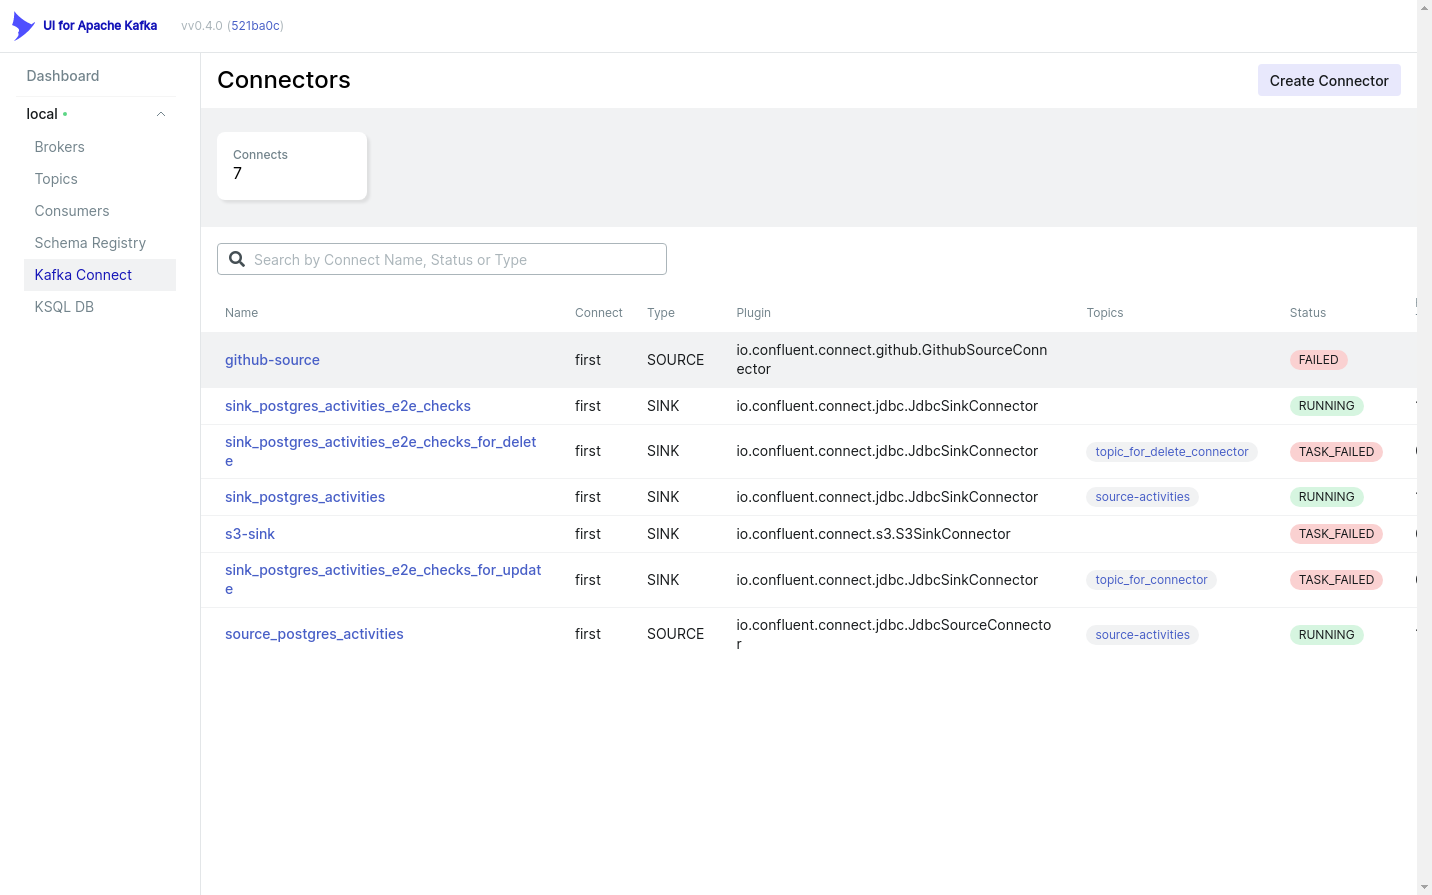 UI for Apache Kafka vv0.4.0 (521ba0c)
Dashboard
local
Brokers
Topics
Consumers
Schema Registry
Kafka Connect
KSQL DB
Connectors
Create Connector
Connects
7
Search by Connect Name, Status or Type
Name Connect Type Plugin Topics Status
github-source first SOURCE io.confluent.connect.github.GithubSourceConn
ector FAILED
sink_postgres_activities_e2e_checks first SINK io.confluent.connect.jdbc.JdbcSinkConnector RUNNING
sink_postgres_activities_e2e_checks_for_delet
e first SINK io.confluent.connect.jdbc.JdbcSinkConnector topic_for_delete_connector TASK_FAILED
sink_postgres_activities first SINK io.confluent.connect.jdbc.JdbcSinkConnector source-activities RUNNING
s3-sink first SINK io.confluent.connect.s3.S3SinkConnector TASK_FAILED
sink_postgres_activities_e2e_checks_for_updat
e first SINK io.confluent.connect.jdbc.JdbcSinkConnector topic_for_connector TASK_FAILED
source_postgres_activities first SOURCE io.confluent.connect.jdbc.JdbcSourceConnecto
r source-activities RUNNING